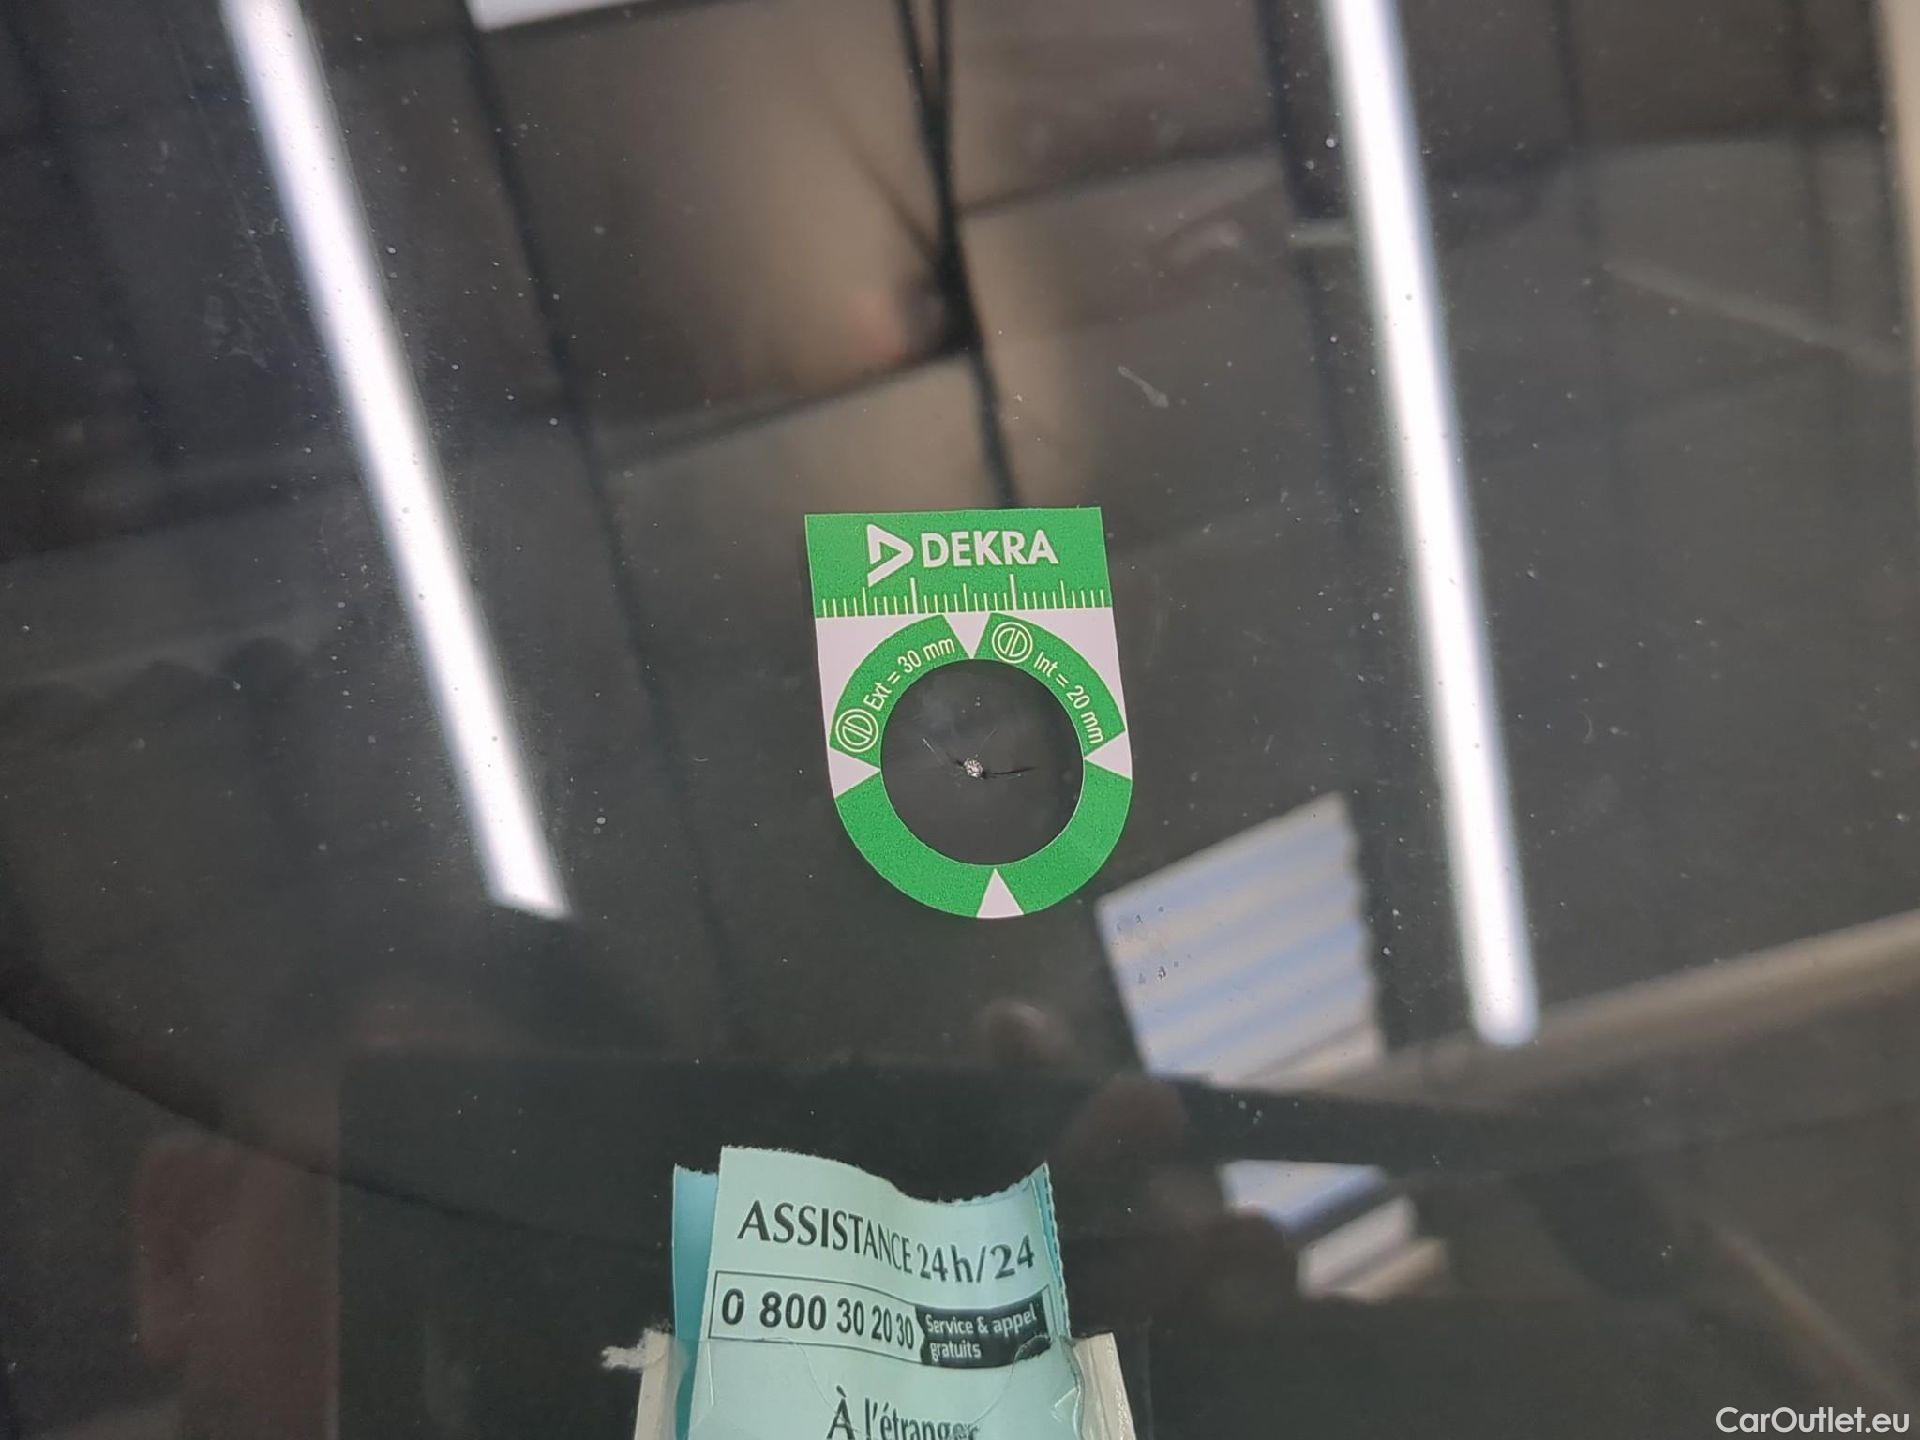 DEKRA
Ext = 30 mm
Int = 20 mm
ASSISTANCE 24h/24
0 800 30 20 30 Service & appel
gratuits
À l'étranger
CarOutlet.eu